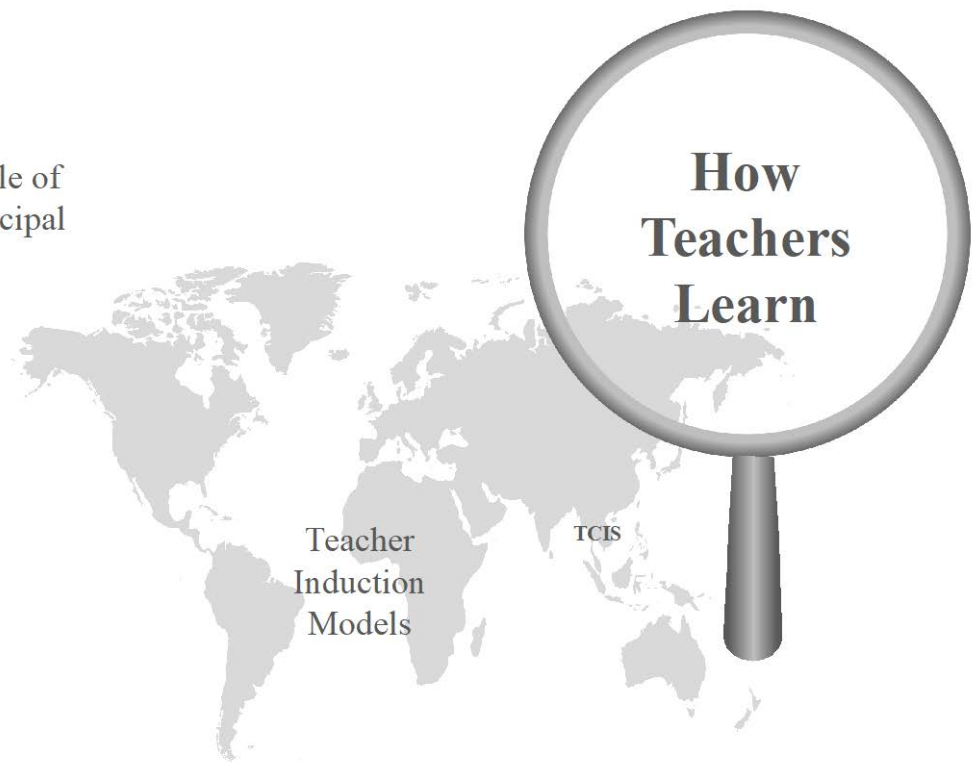 le of
cipal
How
Teachers
Learn
TCIS
Teacher
Induction
Models